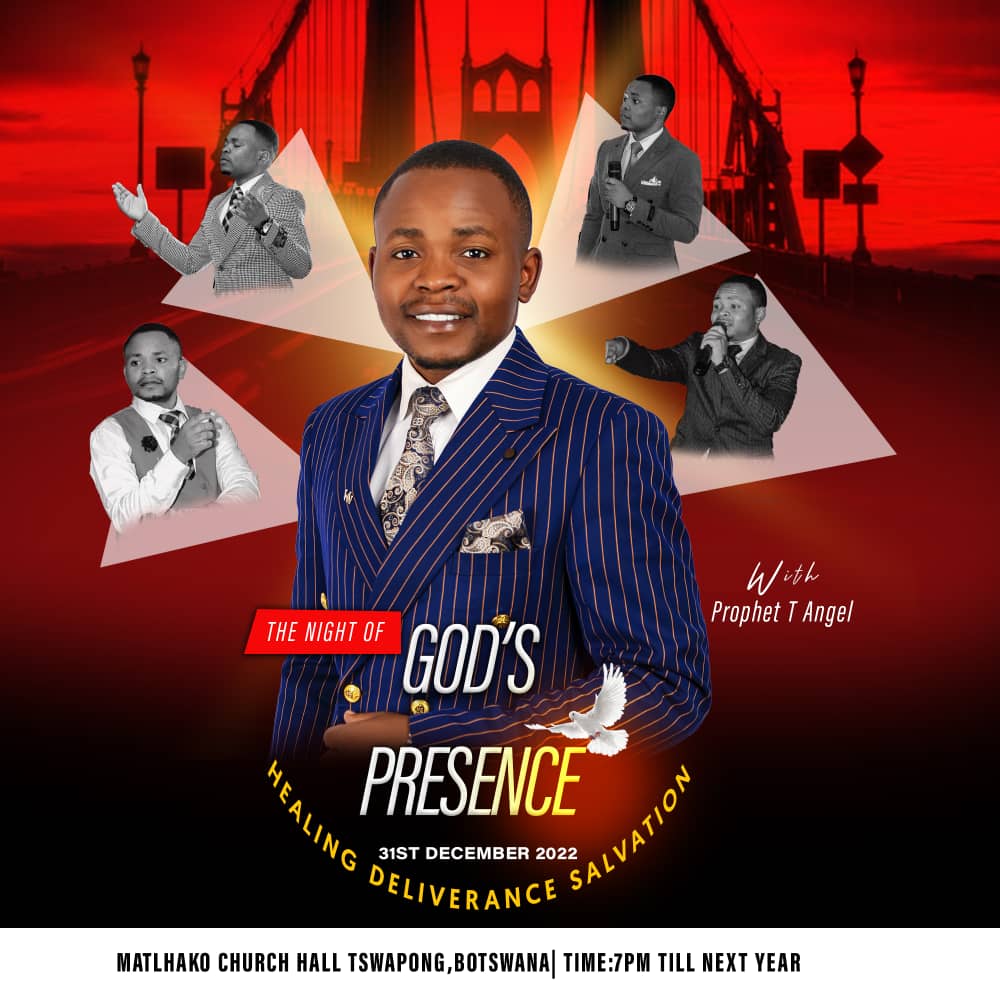 With
Prophet T Angel
THE NIGHT OF
GOD'S
PRESENCE
31ST DECEMBER 2022
HEALING DELIVERANCE SALVATION
MATLHAKO CHURCH HALL TSWAPONG,BOTSWANA| TIME:7PM TILL NEXT YEAR